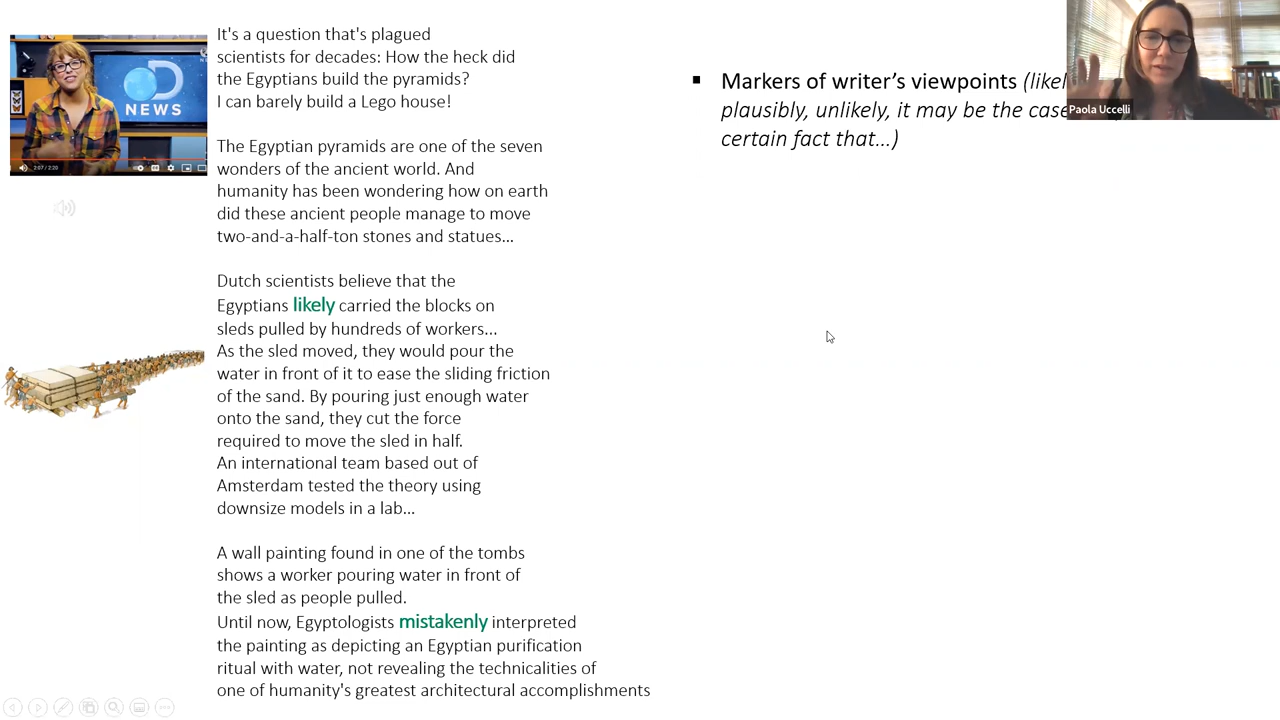 It's a question that's plagued
scientists for decades: How the heck did
the Egyptians build the pyramids?
I can barely build a Lego house!
The Egyptian pyramids are one of the seven
wonders of the ancient world. And
humanity has been wondering how on earth
did these ancient people manage to move
two-and-a-half-ton stones and statues...
Dutch scientists believe that the
Egyptians likely carried the blocks on
sleds pulled by hundreds of workers...
As the sled moved, they would pour the
water in front of it to ease the sliding friction
of the sand. By pouring just enough water
onto the sand, they cut the force
required to move the sled in half.
An international team based out of
Amsterdam tested the theory using
downsize models in a lab...
A wall painting found in one of the tombs
shows a worker pouring water in front of
the sled as people pulled.
Until now, Egyptologists mistakenly interpreted
the painting as depicting an Egyptian purification
ritual with water, not revealing the technicalities of
one of humanity's greatest architectural accomplishments
D
NEWS
2:07 / 2:20
▪ Markers of writer's viewpoints
plausibly, unlikely, it may be the case
certain fact that...)
Paola Uccelli